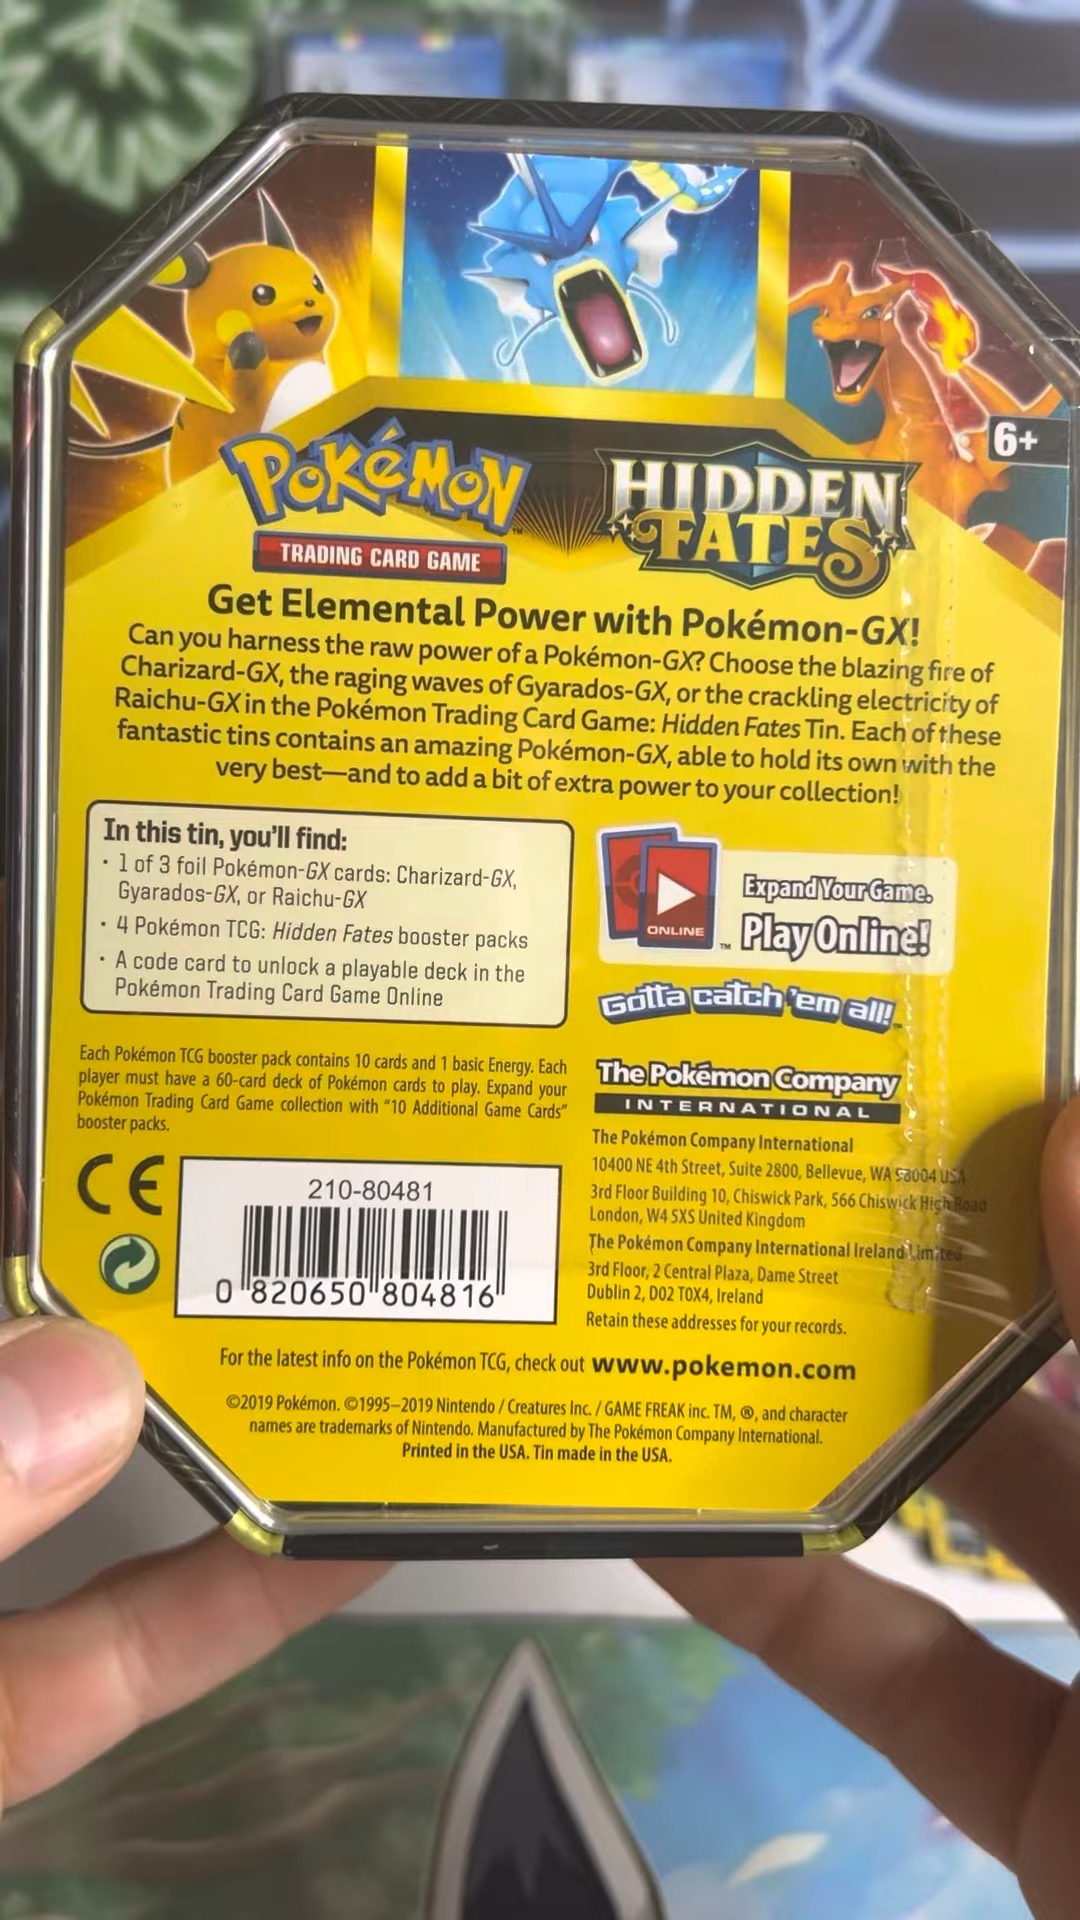 6+
POKéMON™
TRADING CARD GAME
HIDDEN
FATES
Get Elemental Power with Pokémon-GX!
Can you harness the raw power of a Pokémon-GX? Choose the blazing fire of
Charizard-GX, the raging waves of Gyarados-GX, or the crackling electricity of
Raichu-GX in the Pokémon Trading Card Game: Hidden Fates Tin. Each of these
fantastic tins contains an amazing Pokémon-GX, able to hold its own with the
very best—and to add a bit of extra power to your collection!
In this tin, you'll find:
• 1 of 3 foil Pokémon-GX cards: Charizard-GX,
Gyarados-GX, or Raichu-GX
• 4 Pokémon TCG: Hidden Fates booster packs
• A code card to unlock a playable deck in the
Pokémon Trading Card Game Online
ONLINE™
Expand Your Game.
Play Online!
Gotta catch 'em all!™
Each Pokémon TCG booster pack contains 10 cards and 1 basic Energy. Each
player must have a 60-card deck of Pokémon cards to play. Expand your
Pokémon Trading Card Game collection with “10 Additional Game Cards”
booster packs.
CE
210-80481
0 820650 804816
The Pokémon Company
INTERNATIONAL
The Pokémon Company International
10400 NE 4th Street, Suite 2800, Bellevue, WA 98004 USA
3rd Floor Building 10, Chiswick Park, 566 Chiswick High Road
London, W4 5XS United Kingdom
The Pokémon Company International Ireland Limited
3rd Floor, 2 Central Plaza, Dame Street
Dublin 2, D02 T0X4, Ireland
Retain these addresses for your records.
For the latest info on the Pokémon TCG, check out www.pokemon.com
©2019 Pokémon. ©1995–2019 Nintendo / Creatures Inc. / GAME FREAK inc. TM, ®, and character
names are trademarks of Nintendo. Manufactured by The Pokémon Company International.
Printed in the USA. Tin made in the USA.